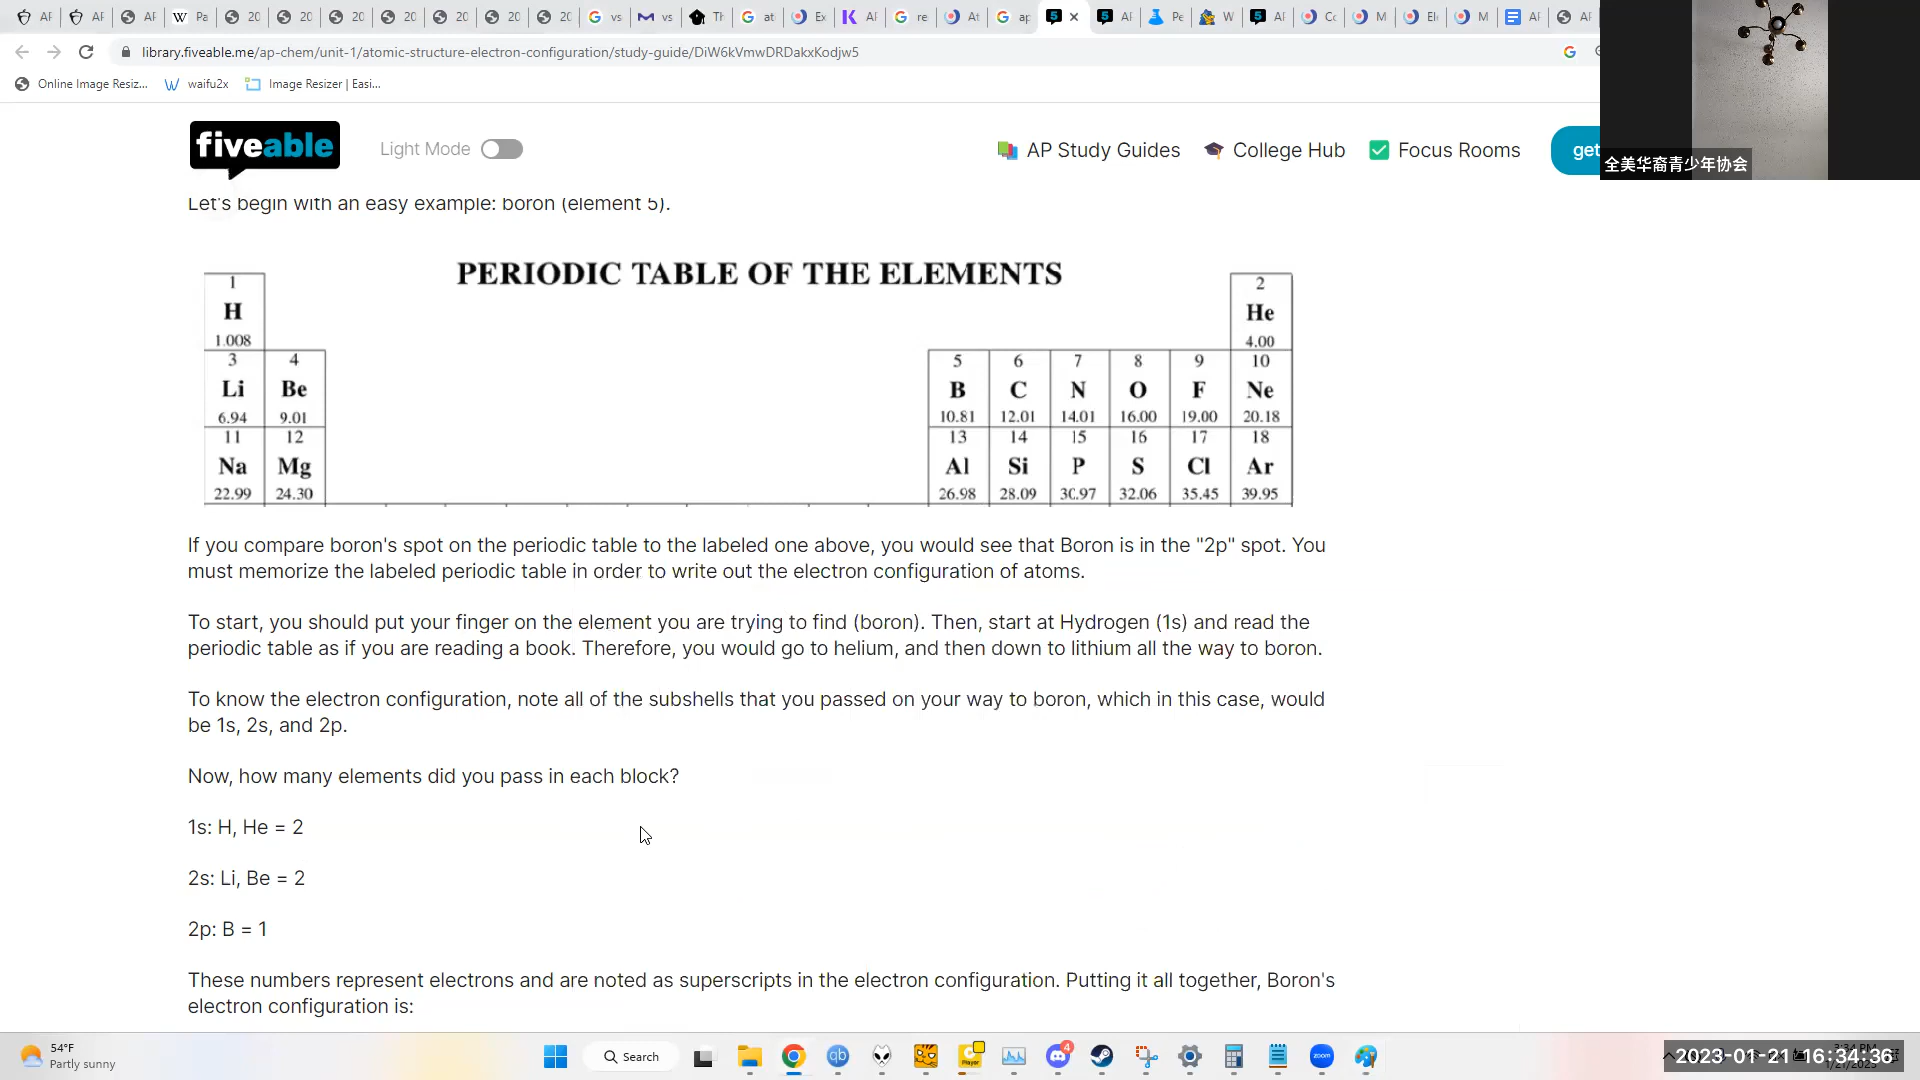 library.fiveable.me/ap-chem/unit-1/atomic-structure-electron-configuration/study-guide/DiW6kVmwDRDakxKodjw5
Online Image Resiz... waifu2x Image Resizer | Easi...
fiveable Light Mode AP Study Guides College Hub Focus Rooms get
全美华裔青少年协会
Let's begin with an easy example: boron (element 5).
PERIODIC TABLE OF THE ELEMENTS
1 2
H He
1.008 4.00
3 4 5 6 7 8 9 10
Li Be B C N O F Ne
6.94 9.01 10.81 12.01 14.01 16.00 19.00 20.18
11 12 13 14 15 16 17 18
Na Mg Al Si P S Cl Ar
22.99 24.30 26.98 28.09 30.97 32.06 35.45 39.95
If you compare boron's spot on the periodic table to the labeled one above, you would see that Boron is in the "2p" spot. You
must memorize the labeled periodic table in order to write out the electron configuration of atoms.
To start, you should put your finger on the element you are trying to find (boron). Then, start at Hydrogen (1s) and read the
periodic table as if you are reading a book. Therefore, you would go to helium, and then down to lithium all the way to boron.
To know the electron configuration, note all of the subshells that you passed on your way to boron, which in this case, would
be 1s, 2s, and 2p.
Now, how many elements did you pass in each block?
1s: H, He = 2
2s: Li, Be = 2
2p: B = 1
These numbers represent electrons and are noted as superscripts in the electron configuration. Putting it all together, Boron's
electron configuration is:
54°F
Partly sunny
Search
2023-01-21 16:34:36